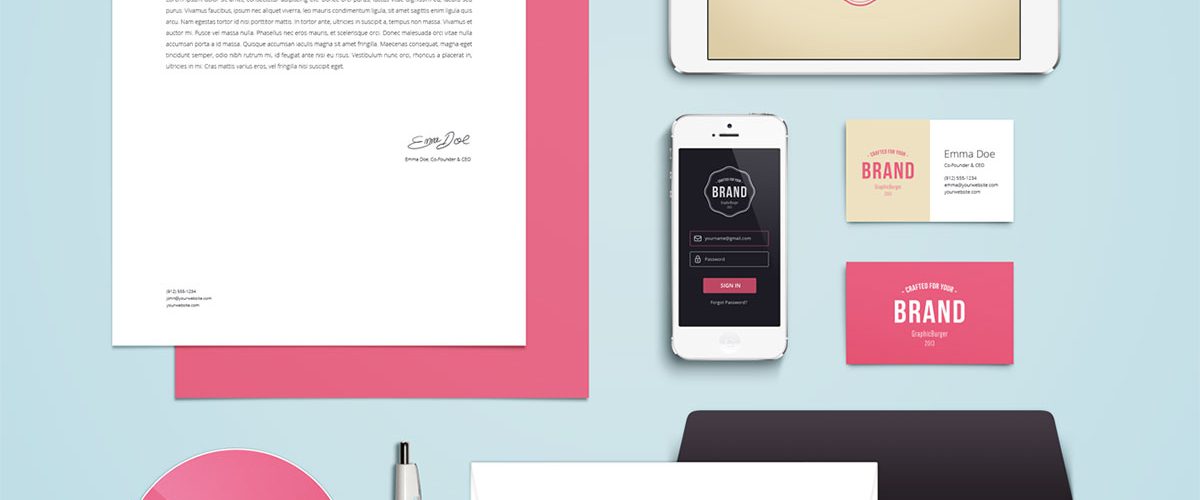 purus. Vivamus faucibus, ipsum nec aliquet viverra, leo mauris condimentum ligula, sit amet sagittis enim ligula quis
arcu. Nam egestas tortor id nisi porttitor mattis. In tortor ante, ultricies in suscipit a, tempus non massa. Vivamus et
auctor mi. Fusce vel massa nulla. Phasellus nec eros mauris, et scelerisque orci. Donec malesuada orci vitae nulla
accumsan porta a id massa. Quisque accumsan iaculis magna sit amet fringilla. Maecenas consequat, magna eget
tincidunt semper, odio nibh rutrum mi, id feugiat ante nisi eu risus. Vestibulum nunc orci, rhoncus a placerat in,
ultricies in mi. Cras mattis varius eros, vel fringilla nisi suscipit eget.
Emma Doe
Emma Doe, Co-Founder & CEO
(912) 555-1234
john@yourwebsite.com
yourwebsite.com
CRAFTED FOR YOUR
BRAND
GraphicBurger
2013
yourname@gmail.com
Password
SIGN IN
Forgot Password?
- CRAFTED FOR YOUR -
BRAND
GraphicBurger
2013
Emma Doe
Co-Founder & CEO
(912) 555-1234
emma@yourwebsite.com
yourwebsite.com
- CRAFTED FOR YOUR -
BRAND
GraphicBurger
2013